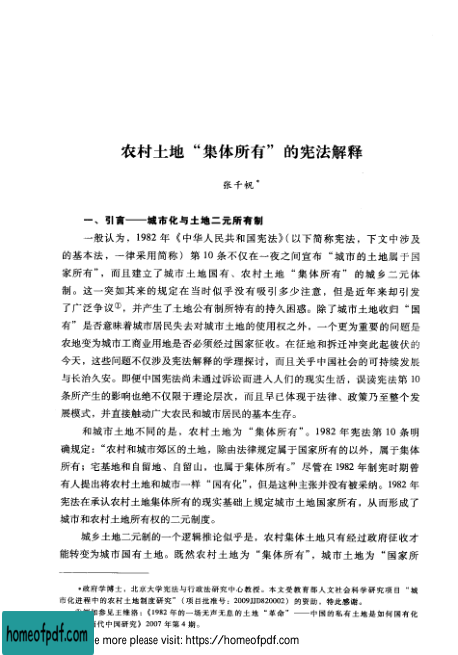 农村土地“集体所有”的宪法解释
张千帆*
一、引言——城市化与土地二元所有制
一般认为，1982 年《中华人民共和国宪法》（以下简称宪法，下文中涉及
的基本法，一律采用简称）第 10 条不仅在一夜之间宣布“城市的土地属于国
家所有”，而且建立了城市土地国有、农村土地“集体所有”的城乡二元体
制。这一突如其来的规定在当时似乎没有吸引多少注意，但是近年来却引发
了广泛争议①，并产生了土地公有制所特有的持久困惑。除了城市土地收归“国
有”是否意味着城市居民失去对城市土地的使用权之外，一个更为重要的问题是
农地变为城市工商业用地是否必须经过国家征收。在征地和拆迁冲突此起彼伏的
今天，这些问题不仅涉及宪法解释的学理探讨，而且关乎中国社会的可持续发展
与长治久安。即便中国宪法尚未通过诉讼而进入人们的现实生活，误读宪法第 10
条所产生的影响也绝不仅限于理论层次，而且早已体现于法律、政策乃至整个发
展模式，并直接触动广大农民和城市居民的基本生存。
和城市土地不同的是，农村土地为“集体所有”。1982 年宪法第 10 条明
确规定：“农村和城市郊区的土地，除由法律规定属于国家所有的以外，属于集体
所有；宅基地和自留地、自留山，也属于集体所有。”尽管在 1982 年制宪时期曾
有人提出将农村土地和城市一样“国有化”，但是这种主张并没有被采纳。1982 年
宪法在承认农村土地集体所有的现实基础上规定城市土地国家所有，从而形成了
城市和农村土地所有权的二元制度。
城乡土地二元制的一个逻辑推论似乎是，农村集体土地只有经过政府征收才
能转变为城市国有土地。既然农村土地为“集体所有”，城市土地为“国家所
*政府学博士，北京大学宪法与行政法研究中心教授。本文受教育部人文社会科学研究项目“城
市化进程中的农村土地制度研究”（项目批准号：2009JJD820002）的资助，特此感谢。
参见王维洛：《1982 年的一场无声无息的土地“革命”——中国的私有土地是如何国有化
当代中国研究》2007 年第 4 期。
homeofpdf.com
e more please visit: https://homeofpdf.com